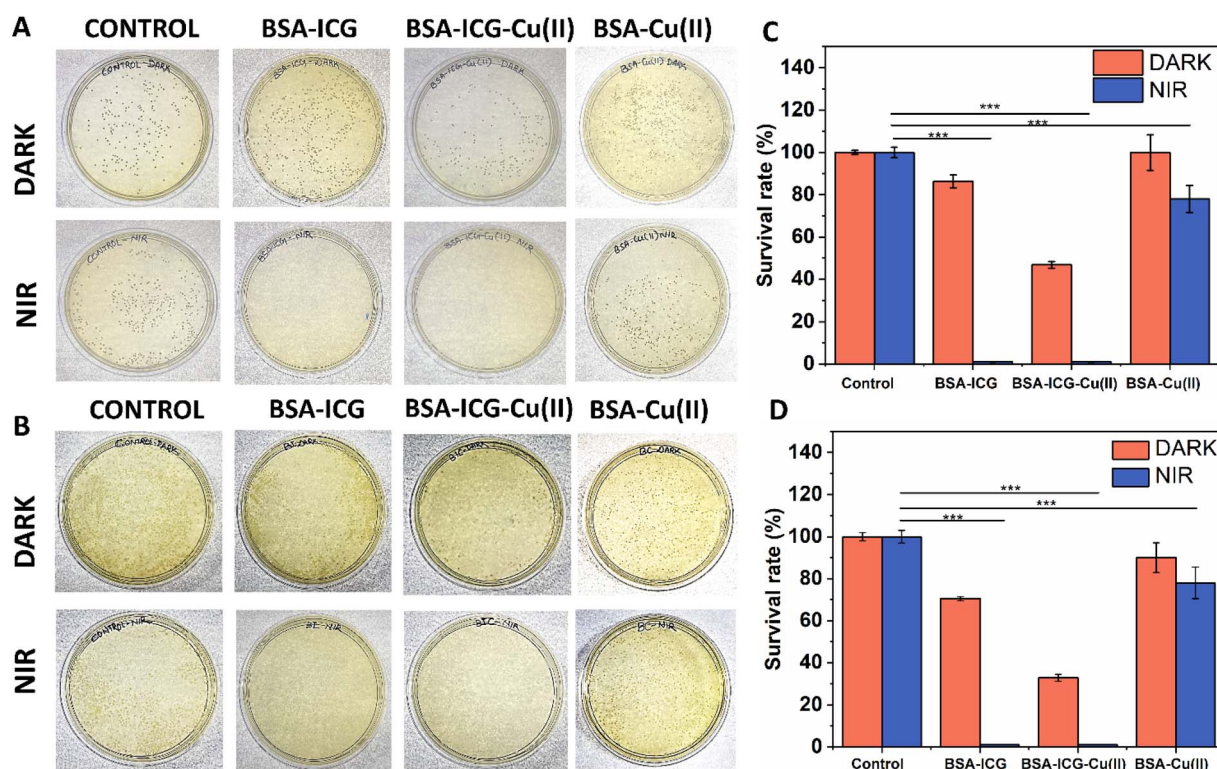 A
CONTROL
BSA-ICG
BSA-ICG-Cu(II)
BSA-Cu(II)
DARK
CONTROL-DARK
BSA-ICG-DARK
BSA-ICG-Cu(II) DARK
BSA-Cu(II) DARK
NIR
CONTROL-NIR
BSA-ICG-NIR
BSA-ICG-Cu(II) NIR
BSA-Cu(II) NIR
B
CONTROL
BSA-ICG
BSA-ICG-Cu(II)
BSA-Cu(II)
DARK
CONTROL-DARK
BI-DARK
BIC-DARK
BC-DARK
NIR
CONTROL-NIR
BI-NIR
BIC-NIR
BC-NIR
C
DARK
NIR
Survival rate (%)
140
120
100
80
60
40
20
0
***
***
***
Control
BSA-ICG
BSA-ICG-Cu(II)
BSA-Cu(II)
D
DARK
NIR
Survival rate (%)
140
120
100
80
60
40
20
0
***
***
***
Control
BSA-ICG
BSA-ICG-Cu(II)
BSA-Cu(II)